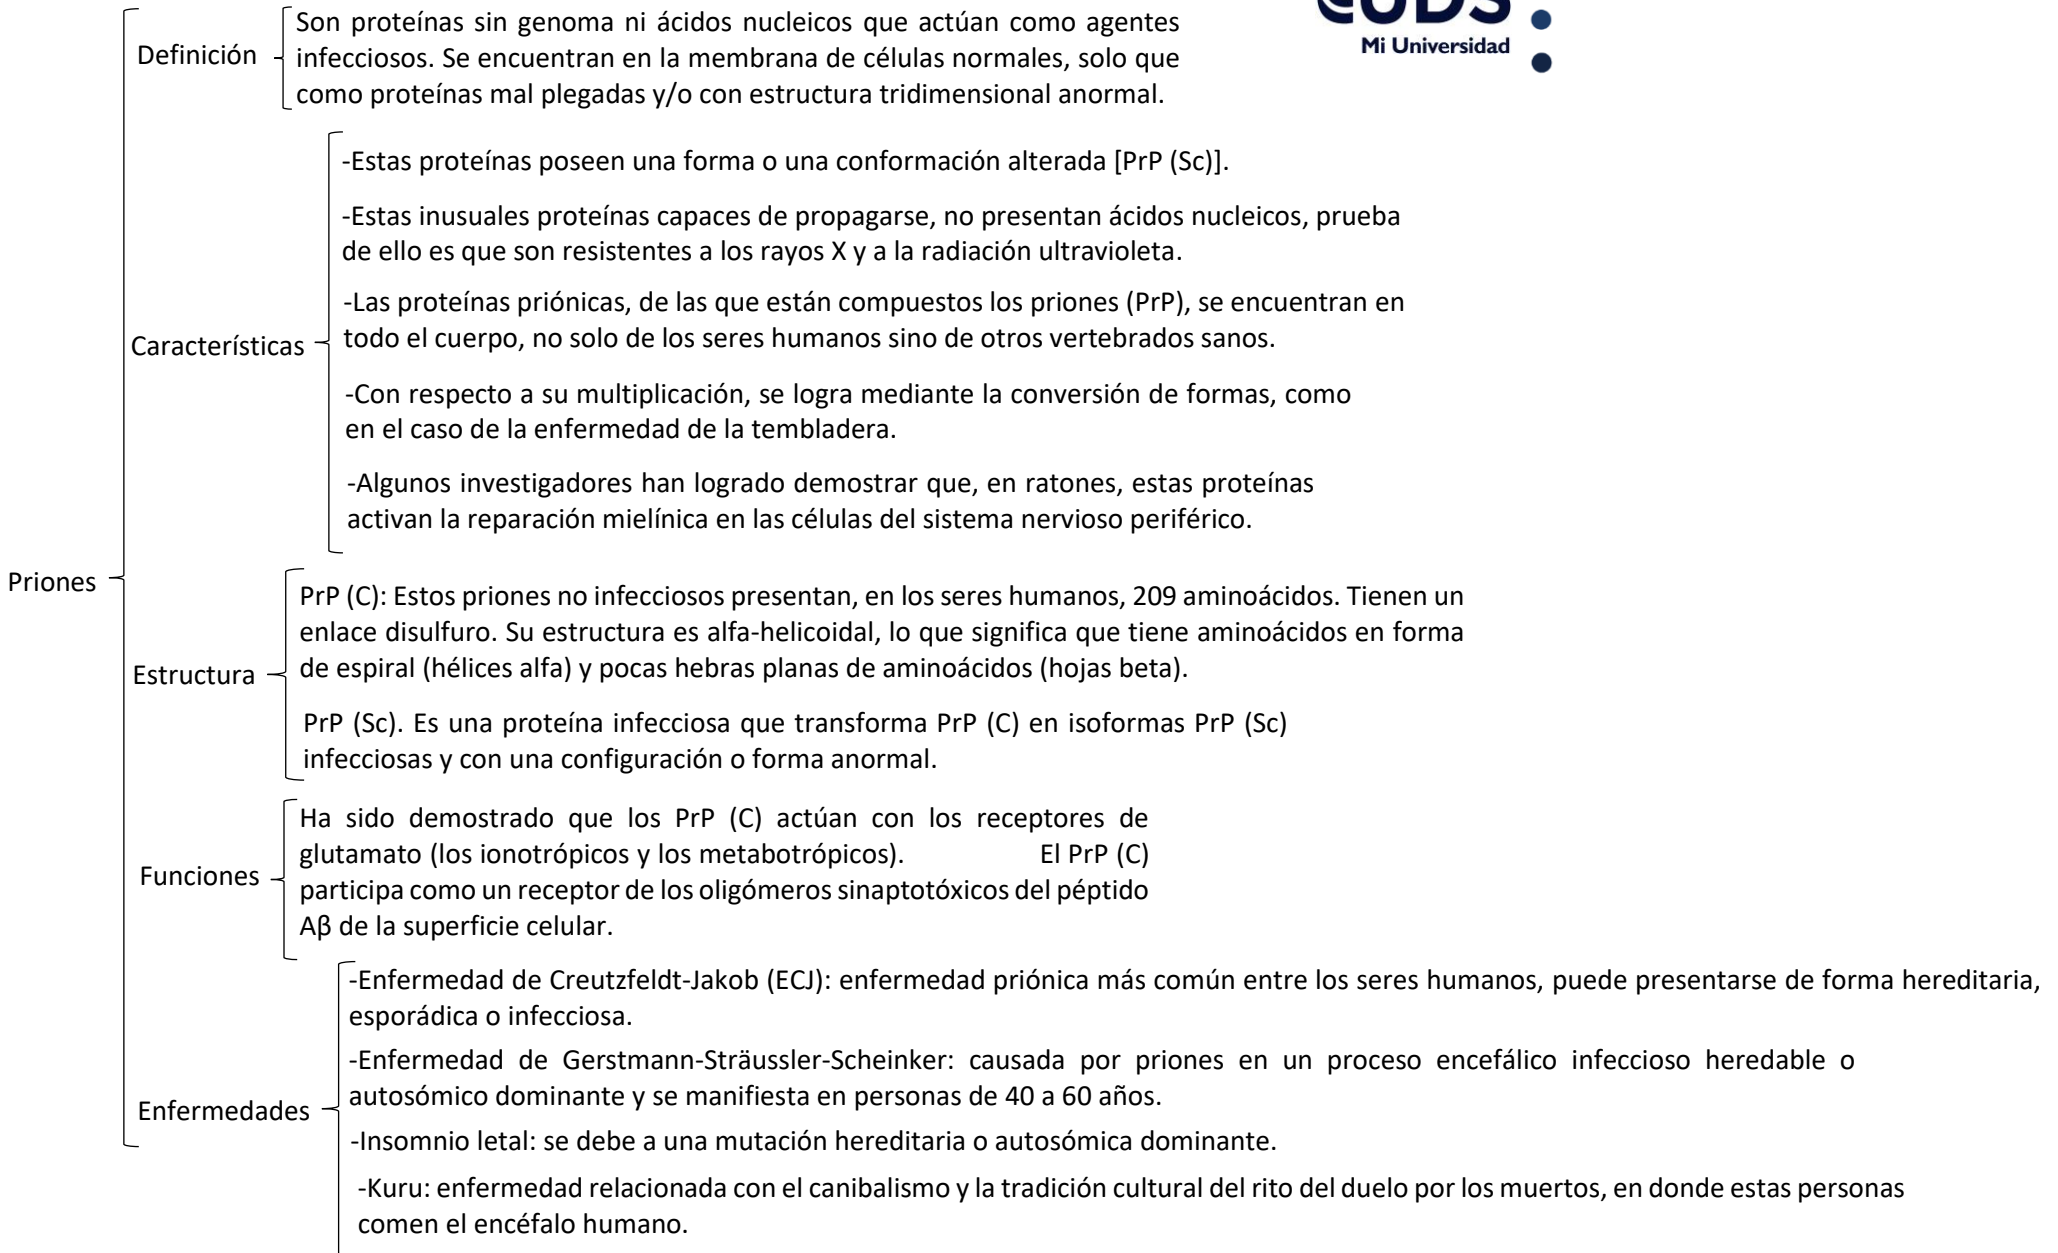 Mi Universidad
Definición
Son proteínas sin genoma ni ácidos nucleicos que actúan como agentes
infecciosos. Se encuentran en la membrana de células normales, solo que
como proteínas mal plegadas y/o con estructura tridimensional anormal.
Características
-Estas proteínas poseen una forma o una conformación alterada [PrP (Sc)].
-Estas inusuales proteínas capaces de propagarse, no presentan ácidos nucleicos, prueba
de ello es que son resistentes a los rayos X y a la radiación ultravioleta.
-Las proteínas priónicas, de las que están compuestos los priones (PrP), se encuentran en
todo el cuerpo, no solo de los seres humanos sino de otros vertebrados sanos.
-Con respecto a su multiplicación, se logra mediante la conversión de formas, como
en el caso de la enfermedad de la tembladera.
-Algunos investigadores han logrado demostrar que, en ratones, estas proteínas
activan la reparación mielínica en las células del sistema nervioso periférico.
Priones
Estructura
PrP (C): Estos priones no infecciosos presentan, en los seres humanos, 209 aminoácidos. Tienen un
enlace disulfuro. Su estructura es alfa-helicoidal, lo que significa que tiene aminoácidos en forma
de espiral (hélices alfa) y pocas hebras planas de aminoácidos (hojas beta).
PrP (Sc). Es una proteína infecciosa que transforma PrP (C) en isoformas PrP (Sc)
infecciosas y con una configuración o forma anormal.
Funciones
Ha sido demostrado que los PrP (C) actúan con los receptores de
glutamato (los ionotrópicos y los metabotrópicos). El PrP (C)
participa como un receptor de los oligómeros sinaptotóxicos del péptido
Aβ de la superficie celular.
Enfermedades
-Enfermedad de Creutzfeldt-Jakob (ECJ): enfermedad priónica más común entre los seres humanos, puede presentarse de forma hereditaria,
esporádica o infecciosa.
-Enfermedad de Gerstmann-Sträussler-Scheinker: causada por priones en un proceso encefálico infeccioso heredable o
autosómico dominante y se manifiesta en personas de 40 a 60 años.
-Insomnio letal: se debe a una mutación hereditaria o autosómica dominante.
-Kuru: enfermedad relacionada con el canibalismo y la tradición cultural del rito del duelo por los muertos, en donde estas personas
comen el encéfalo humano.